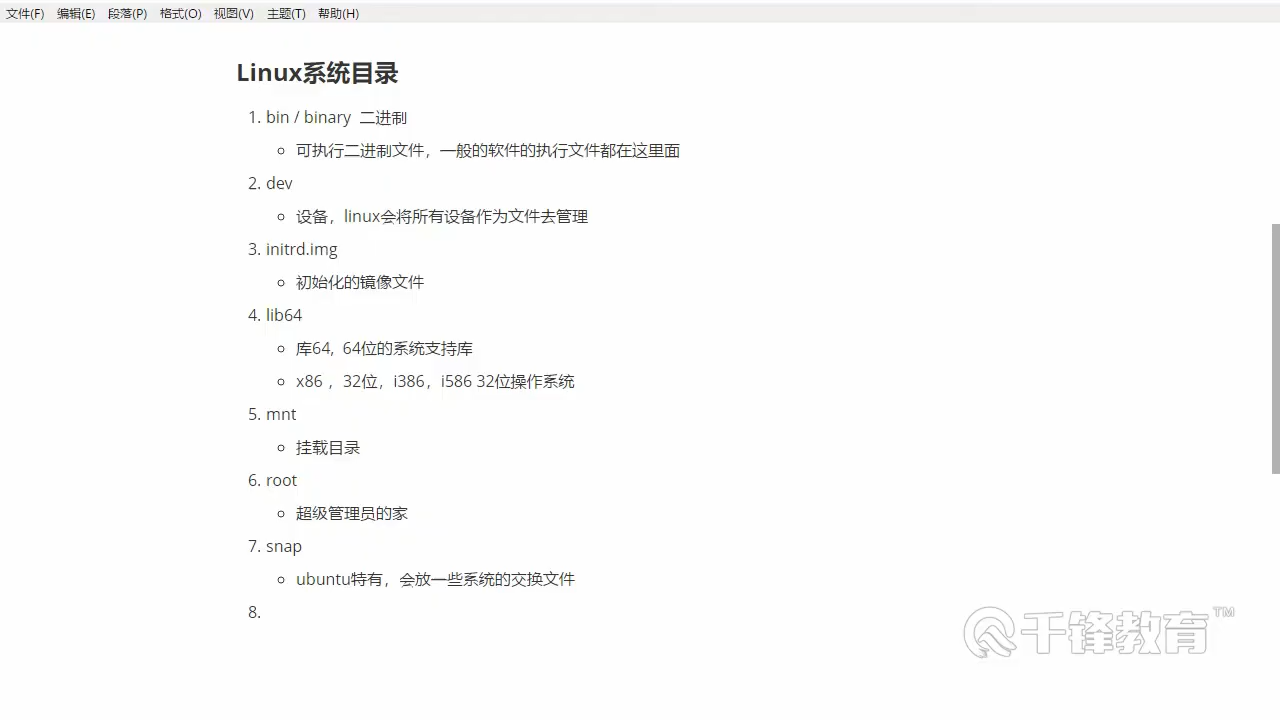 文件(F) 编辑(E) 段落(P) 格式(O) 视图(V) 主题(T) 帮助(H)
Linux系统目录
1. bin / binary 二进制
可执行二进制文件，一般的软件的执行文件都在这里面
2. dev
设备，linux会将所有设备作为文件去管理
3. initrd.img
初始化的镜像文件
4. lib64
库64，64位的系统支持库
x86 ，32位，i386，i586 32位操作系统
5. mnt
挂载目录
6. root
超级管理员的家
7. snap
ubuntu特有，会放一些系统的交换文件
8.
千锋教育™